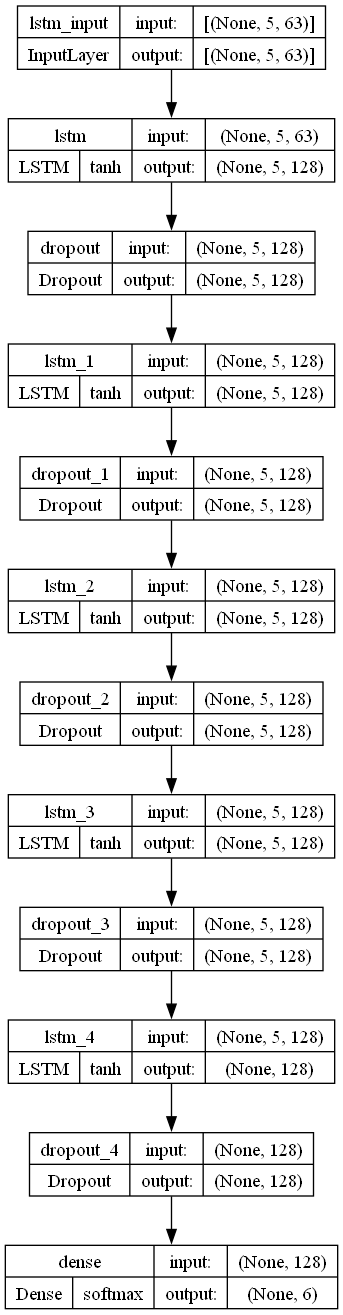 lstm_input input: [(None, 5, 63)]
InputLayer output: [(None, 5, 63)]
lstm input: (None, 5, 63)
LSTM tanh output: (None, 5, 128)
dropout input: (None, 5, 128)
Dropout output: (None, 5, 128)
lstm_1 input: (None, 5, 128)
LSTM tanh output: (None, 5, 128)
dropout_1 input: (None, 5, 128)
Dropout output: (None, 5, 128)
lstm_2 input: (None, 5, 128)
LSTM tanh output: (None, 5, 128)
dropout_2 input: (None, 5, 128)
Dropout output: (None, 5, 128)
lstm_3 input: (None, 5, 128)
LSTM tanh output: (None, 5, 128)
dropout_3 input: (None, 5, 128)
Dropout output: (None, 5, 128)
lstm_4 input: (None, 5, 128)
LSTM tanh output: (None, 128)
dropout_4 input: (None, 128)
Dropout output: (None, 128)
dense input: (None, 128)
Dense softmax output: (None, 6)